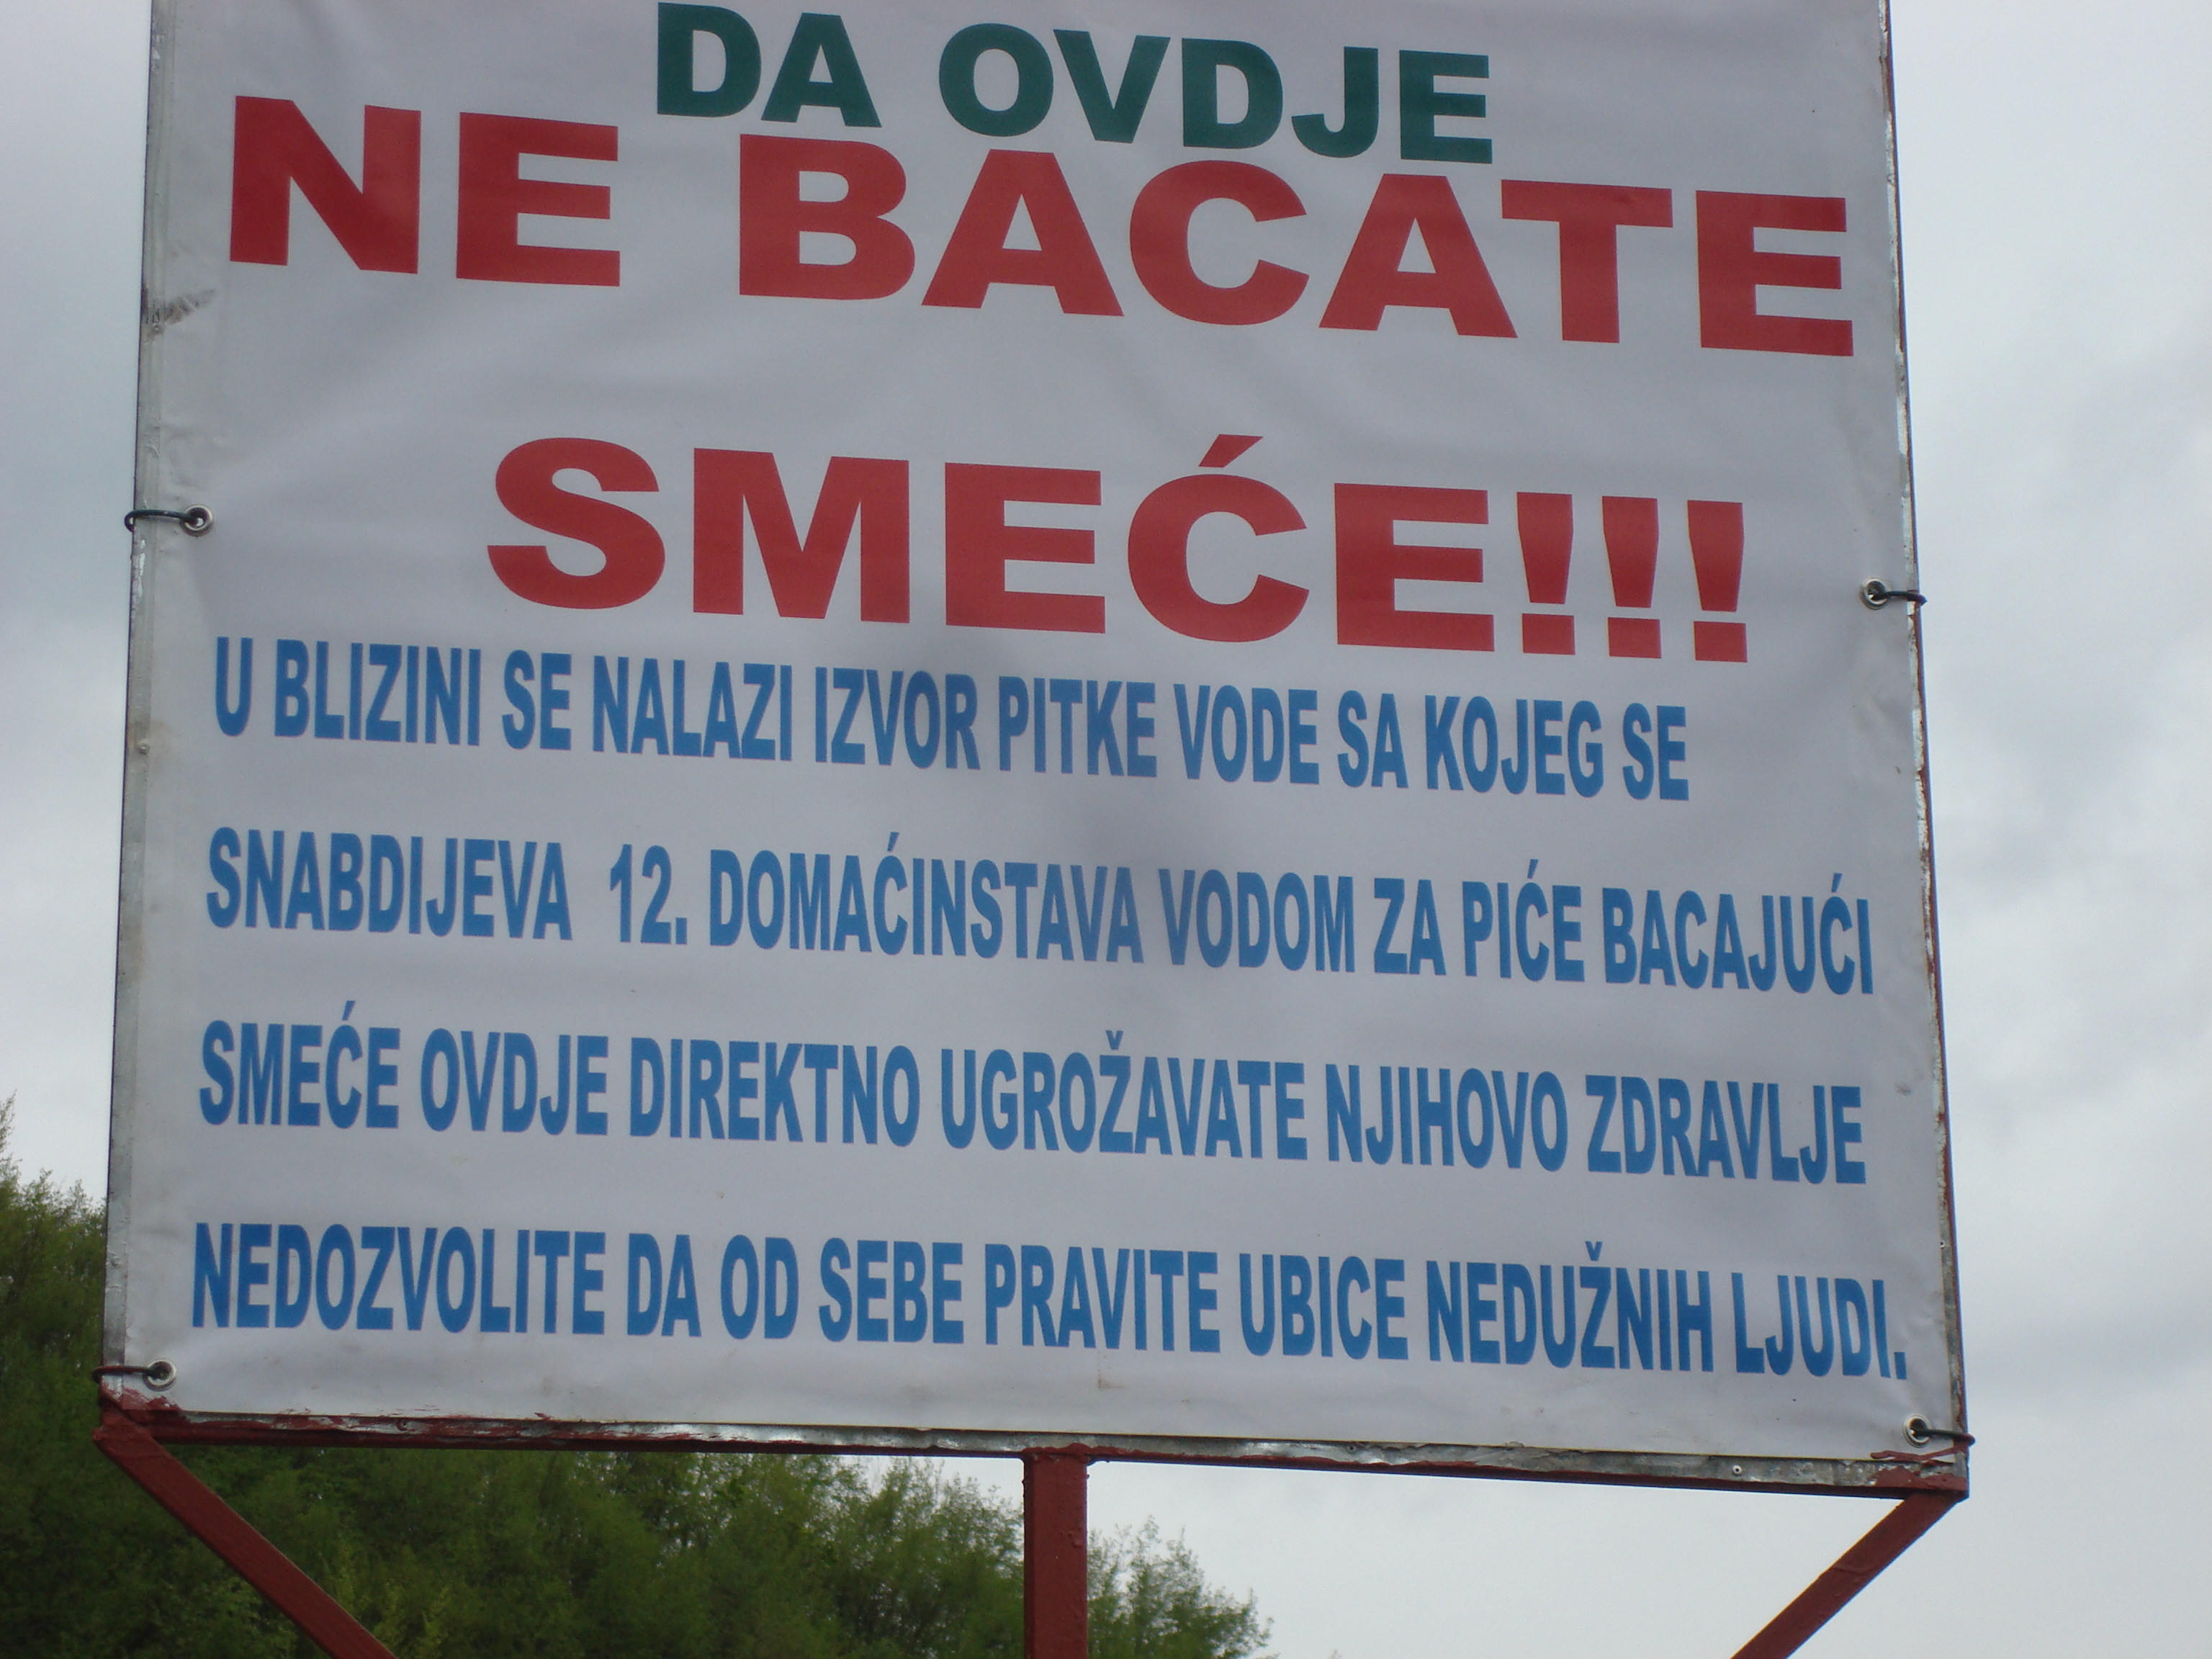 DA OVDJE
NE BACATE
SMEĆE!!!
U BLIZINI SE NALAZI IZVOR PITKE VODE SA KOJEG SE
SNABDIJEVA 12. DOMAĆINSTAVA VODOM ZA PIĆE BACAJUĆI
SMEĆE OVDJE DIREKTNO UGROŽAVATE NJIHOVO ZDRAVLJE
NEDOZVOLITE DA OD SEBE PRAVITE UBICE NEDUŽNIH LJUDI.